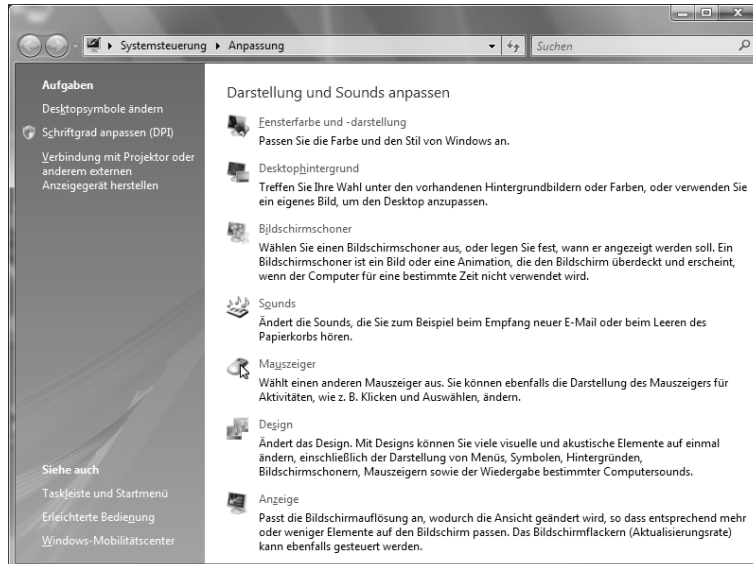 Systemsteuerung
Anpassung
Suchen
Aufgaben
Desktopsymbole ändern
Schriftgrad anpassen (DPI)
Verbindung mit Projektor oder
anderem externen
Anzeigegerät herstellen
Siehe auch
Taskleiste und Startmenü
Erleichterte Bedienung
Windows-Mobilitätscenter
Darstellung und Sounds anpassen
Fensterfarbe und -darstellung
Passen Sie die Farbe und den Stil von Windows an.
Desktophintergrund
Treffen Sie Ihre Wahl unter den vorhandenen Hintergrundbildern oder Farben, oder verwenden Sie
ein eigenes Bild, um den Desktop anzupassen.
Bildschirmschoner
Wählen Sie einen Bildschirmschoner aus, oder legen Sie fest, wann er angezeigt werden soll. Ein
Bildschirmschoner ist ein Bild oder eine Animation, die den Bildschirm überdeckt und erscheint,
wenn der Computer für eine bestimmte Zeit nicht verwendet wird.
Sounds
Ändert die Sounds, die Sie zum Beispiel beim Empfang neuer E-Mail oder beim Leeren des
Papierkorbs hören.
Mauszeiger
Wählt einen anderen Mauszeiger aus. Sie können ebenfalls die Darstellung des Mauszeigers für
Aktivitäten, wie z. B. Klicken und Auswählen, ändern.
Design
Ändert das Design. Mit Designs können Sie viele visuelle und akustische Elemente auf einmal
ändern, einschließlich der Darstellung von Menüs, Symbolen, Hintergründen,
Bildschirmschonern, Mauszeigern sowie der Wiedergabe bestimmter Computersounds.
Anzeige
Passt die Bildschirmauflösung an, wodurch die Ansicht geändert wird, so dass entsprechend mehr
oder weniger Elemente auf den Bildschirm passen. Das Bildschirmflackern (Aktualisierungsrate)
kann ebenfalls gesteuert werden.